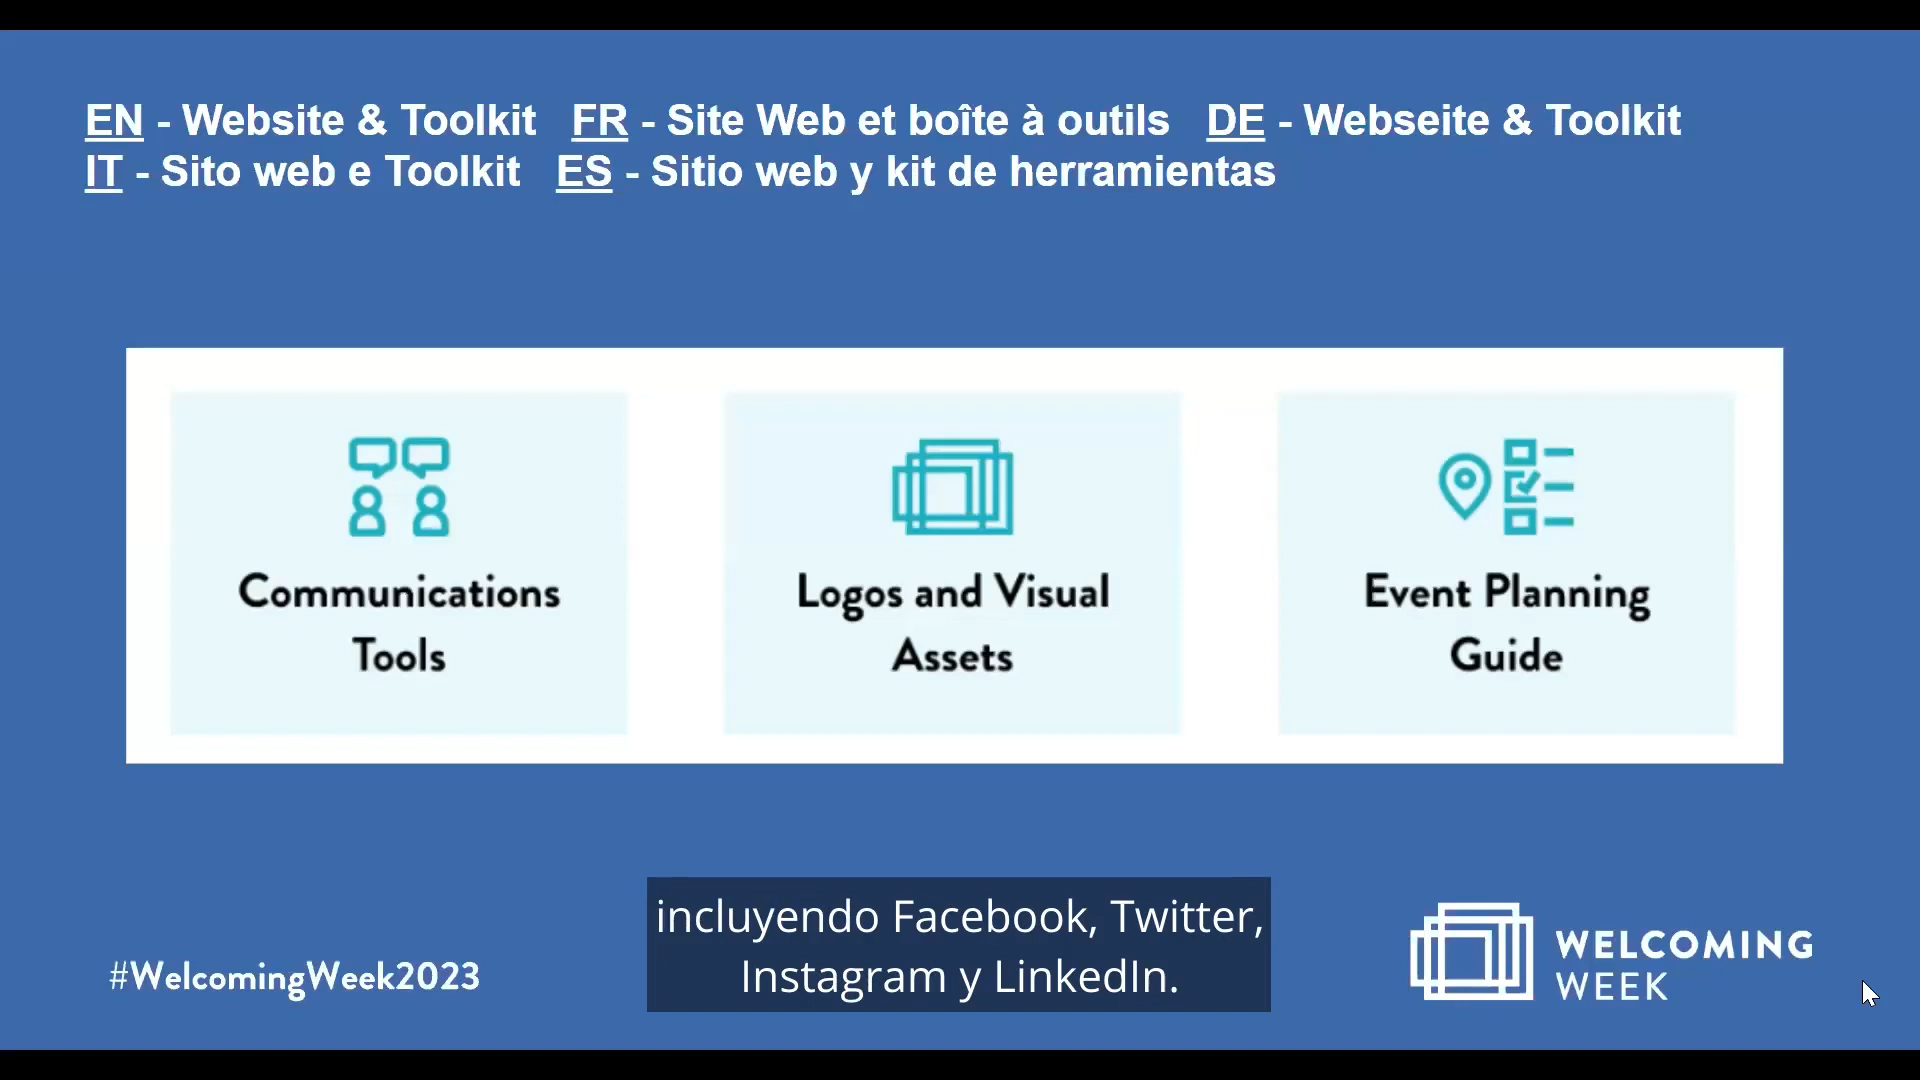 EN - Website & Toolkit   FR - Site Web et boîte à outils   DE - Webseite & Toolkit
IT - Sito web e Toolkit   ES - Sitio web y kit de herramientas
Communications
Tools
Logos and Visual
Assets
Event Planning
Guide
incluyendo Facebook, Twitter,
Instagram y LinkedIn.
#WelcomingWeek2023
WELCOMING
WEEK